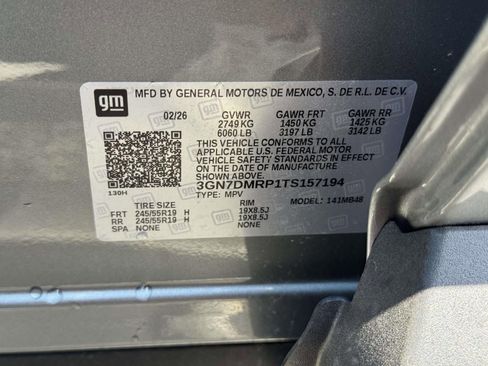 gm
MFD BY GENERAL MOTORS DE MEXICO, S. DE R.L. DE C.V.
02/26 GVWR GAWR FRT GAWR RR
2749 KG 1450 KG 1425 KG
6060 LB 3197 LB 3142 LB
THIS VEHICLE CONFORMS TO ALL
APPLICABLE U.S. FEDERAL MOTOR
VEHICLE SAFETY STANDARDS IN
EFFECT ON THE DATE OF MANUFACTURE
SHOWN ABOVE.
3GN7DMRP1TS157194
130H TYPE: MPV 141MB48
TIRE SIZE RIM
FRT 245/55R19 H 19X8.5J
RR 245/55R19 H 19X8.5J
SPA NONE NONE